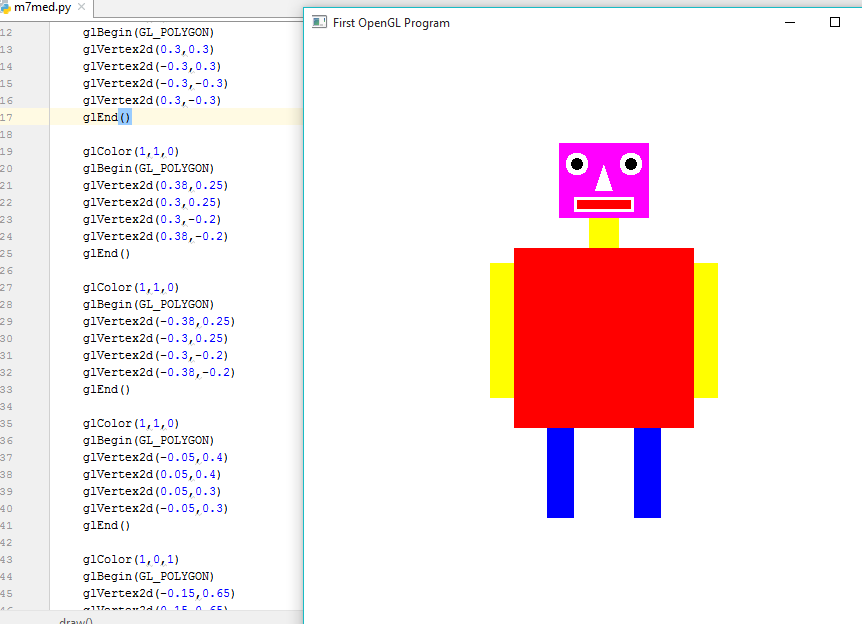 m7med.py
First OpenGL Program
12 glBegin(GL_POLYGON)
13 glVertex2d(0.3,0.3)
14 glVertex2d(-0.3,0.3)
15 glVertex2d(-0.3,-0.3)
16 glVertex2d(0.3,-0.3)
17 glEnd()
18
19 glColor(1,1,0)
20 glBegin(GL_POLYGON)
21 glVertex2d(0.38,0.25)
22 glVertex2d(0.3,0.25)
23 glVertex2d(0.3,-0.2)
24 glVertex2d(0.38,-0.2)
25 glEnd()
26
27 glColor(1,1,0)
28 glBegin(GL_POLYGON)
29 glVertex2d(-0.38,0.25)
30 glVertex2d(-0.3,0.25)
31 glVertex2d(-0.3,-0.2)
32 glVertex2d(-0.38,-0.2)
33 glEnd()
34
35 glColor(1,1,0)
36 glBegin(GL_POLYGON)
37 glVertex2d(-0.05,0.4)
38 glVertex2d(0.05,0.4)
39 glVertex2d(0.05,0.3)
40 glVertex2d(-0.05,0.3)
41 glEnd()
42
43 glColor(1,0,1)
44 glBegin(GL_POLYGON)
45 glVertex2d(-0.15,0.65)
46 glVertex2d(0.15,0.65)
draw()